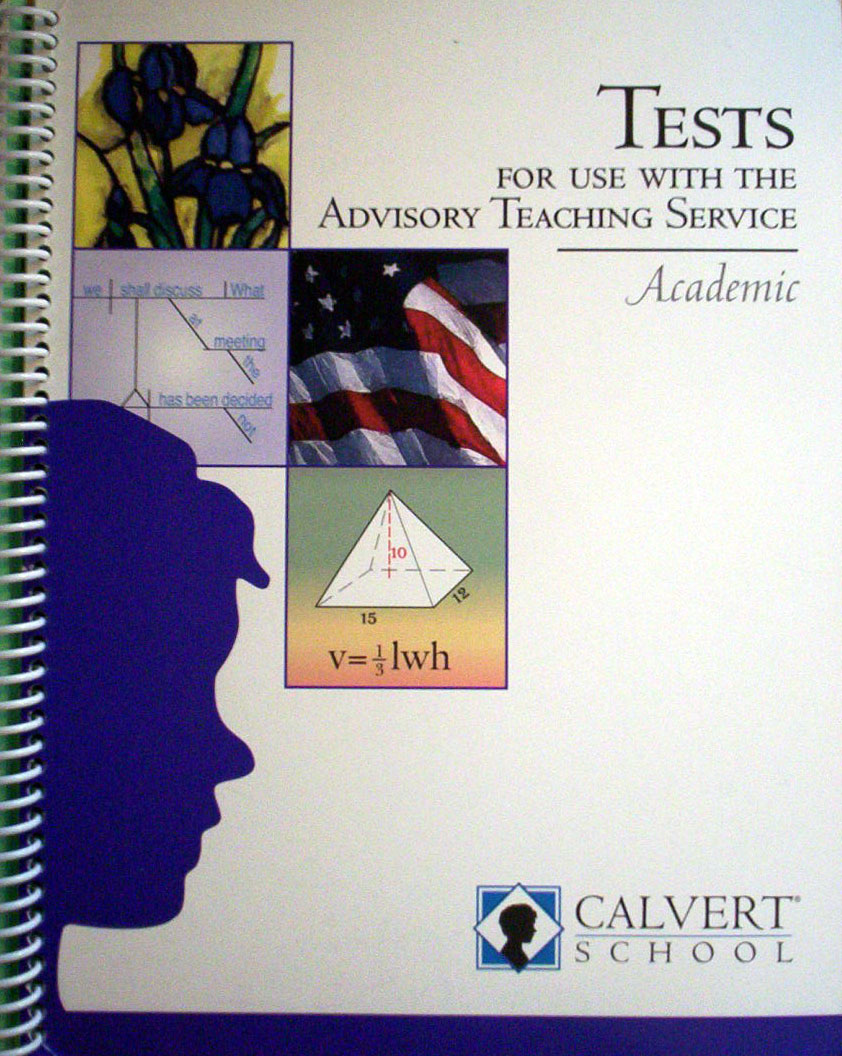 TESTS
FOR USE WITH THE
ADVISORY TEACHING SERVICE
Academic
we shall discuss What
at
meeting
the
has been decided
not
10
12
15
v=⅓lwh
CALVERT®
SCHOOL